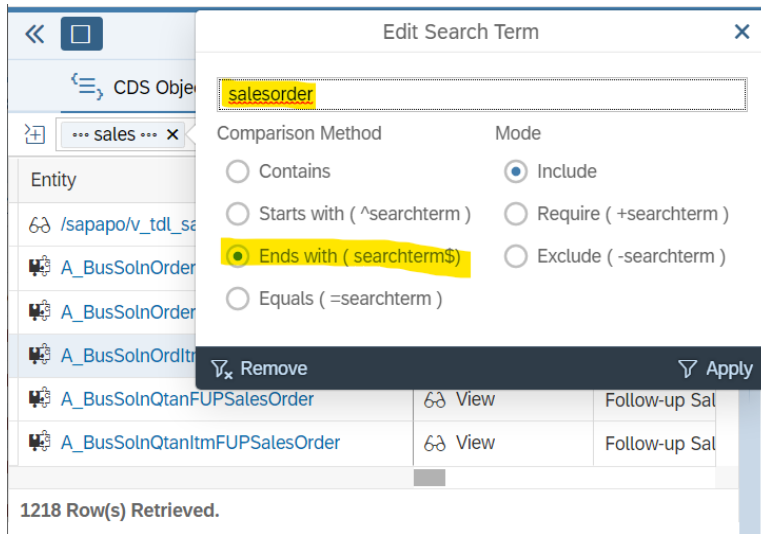 Edit Search Term
CDS Obje
salesorder
sales
Comparison Method
Mode
Contains
Include
Entity
Starts with ( ^searchterm )
Require ( +searchterm )
/sapapo/v_tdl_sa
Ends with ( searchterm$)
Exclude ( -searchterm )
A_BusSolnOrder
Equals ( =searchterm )
A_BusSolnOrder
A_BusSolnOrdItr
Remove
Apply
A_BusSolnQtanFUPSalesOrder
View
Follow-up Sal
A_BusSolnQtanItmFUPSalesOrder
View
Follow-up Sal
1218 Row(s) Retrieved.